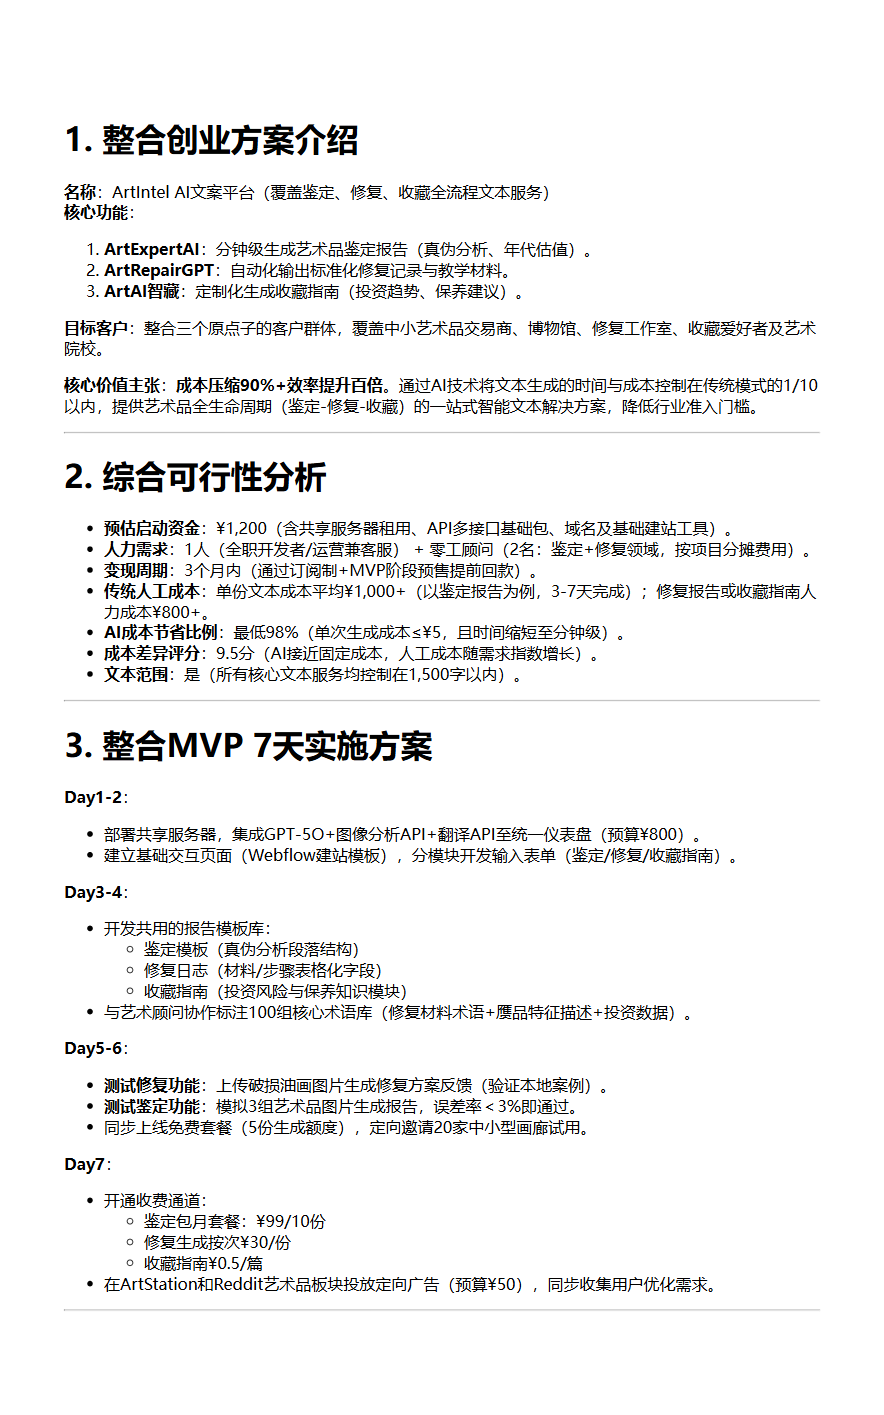 1. 整合创业方案介绍
名称：ArtIntel AI文案平台（覆盖鉴定、修复、收藏全流程文本服务）
核心功能：
1. ArtExpertAI：分钟级生成艺术品鉴定报告（真伪分析、年代估值）。
2. ArtRepairGPT：自动化输出标准化修复记录与教学材料。
3. ArtAI智藏：定制化生成收藏指南（投资趋势、保养建议）。
目标客户：整合三个原点子的客户群体，覆盖中小艺术品交易商、博物馆、修复工作室、收藏爱好者及艺术
院校。
核心价值主张：成本压缩90%+效率提升百倍。通过AI技术将文本生成的时间与成本控制在传统模式的1/10
以内，提供艺术品全生命周期（鉴定-修复-收藏）的一站式智能文本解决方案，降低行业准入门槛。
2. 综合可行性分析
• 预估启动资金：¥1,200（含共享服务器租用、API多接口基础包、域名及基础建站工具）。
• 人力需求：1人（全职开发者/运营兼客服） + 零工顾问（2名：鉴定+修复领域，按项目分摊费用）。
• 变现周期：3个月内（通过订阅制+MVP阶段预售提前回款）。
• 传统人工成本：单份文本成本平均¥1,000+（以鉴定报告为例，3-7天完成）；修复报告或收藏指南人
力成本¥800+。
• AI成本节省比例：最低98%（单次生成成本≤¥5，且时间缩短至分钟级）。
• 成本差异评分：9.5分（AI接近固定成本，人工成本随需求指数增长）。
• 文本范围：是（所有核心文本服务均控制在1,500字以内）。
3. 整合MVP 7天实施方案
Day1-2：
• 部署共享服务器，集成GPT-5O+图像分析API+翻译API至统一仪表盘（预算¥800）。
• 建立基础交互页面（Webflow建站模板），分模块开发输入表单（鉴定/修复/收藏指南）。
Day3-4：
• 开发共用的报告模板库：
◦ 鉴定模板（真伪分析段落结构）
◦ 修复日志（材料/步骤表格化字段）
◦ 收藏指南（投资风险与保养知识模块）
• 与艺术顾问协作标注100组核心术语库（修复材料术语+赝品特征描述+投资数据）。
Day5-6：
• 测试修复功能：上传破损油画图片生成修复方案反馈（验证本地案例）。
• 测试鉴定功能：模拟3组艺术品图片生成报告，误差率＜3%即通过。
• 同步上线免费套餐（5份生成额度），定向邀请20家中小型画廊试用。
Day7：
• 开通收费通道：
◦ 鉴定包月套餐：¥99/10份
◦ 修复生成按次¥30/份
◦ 收藏指南¥0.5/篇
• 在ArtStation和Reddit艺术品板块投放定向广告（预算¥50），同步收集用户优化需求。